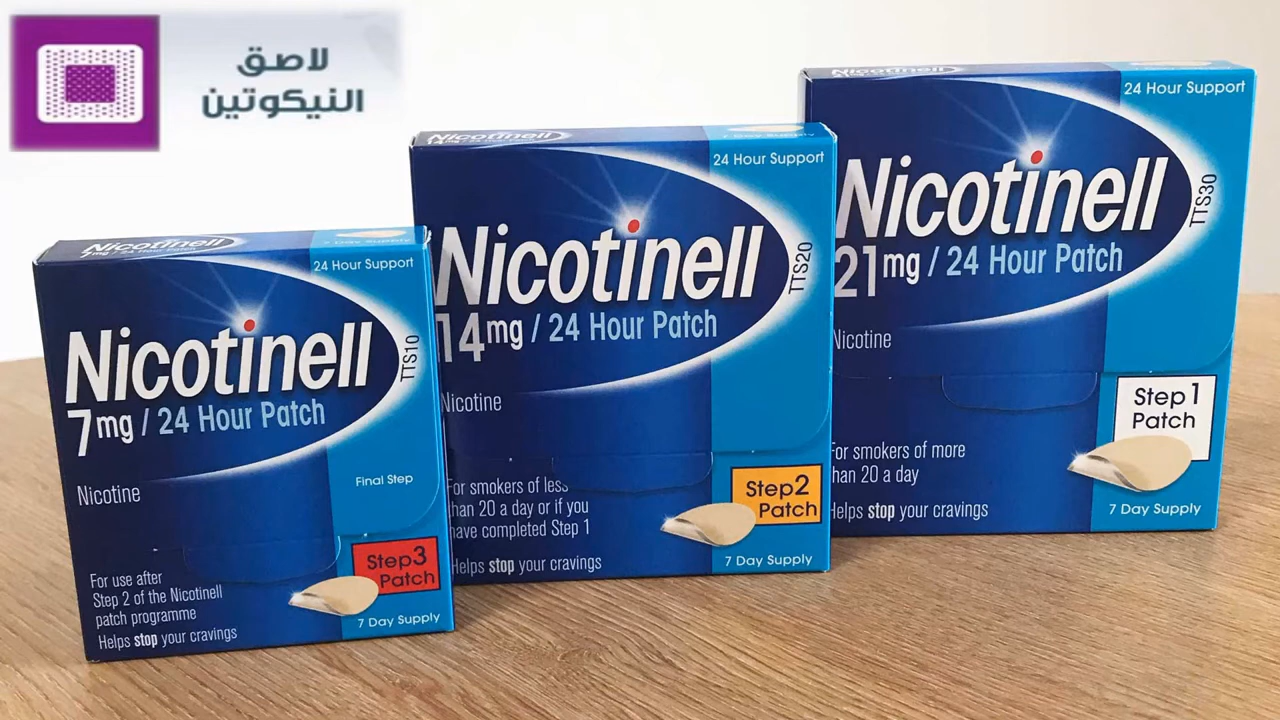 لاصق
النيكوتين
Nicotinell
24 Hour Support
Nicotinell
7mg / 24 Hour Patch
TTS10
Nicotine
Final Step
Step3
Patch
For use after
Step 2 of the Nicotinell
patch programme
Helps stop your cravings
7 Day Supply
Nicotinell
24 Hour Support
Nicotinell
14mg / 24 Hour Patch
TTS20
Nicotine
For smokers of less
than 20 a day or if you
have completed Step 1
Step2
Patch
Helps stop your cravings
7 Day Supply
Nicotinell
24 Hour Support
Nicotinell
21mg / 24 Hour Patch
TTS30
Nicotine
Step1
Patch
For smokers of more
than 20 a day
Helps stop your cravings
7 Day Supply